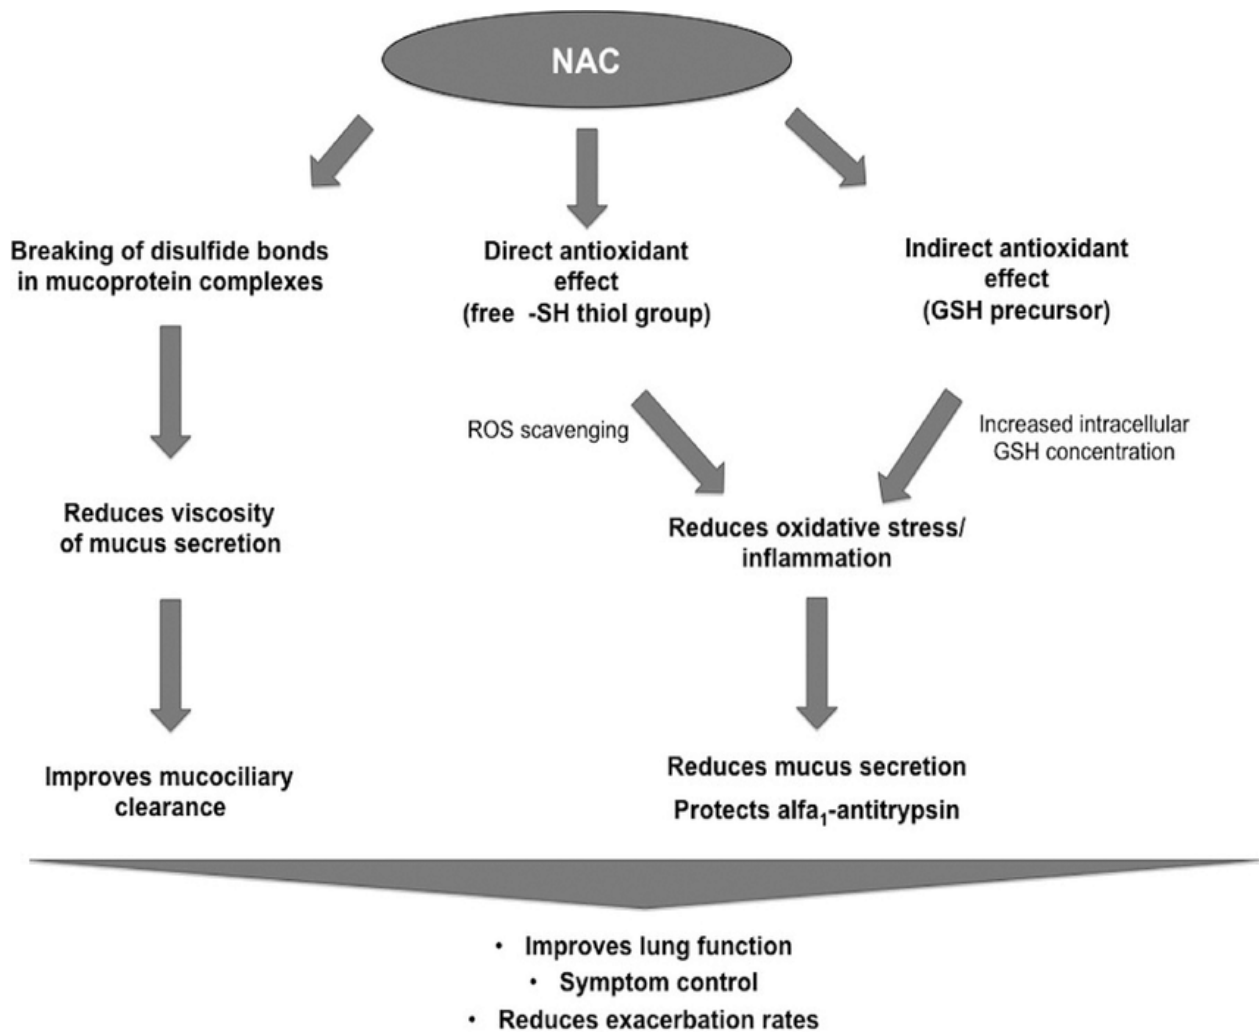 NAC
Breaking of disulfide bonds
in mucoprotein complexes
Direct antioxidant
effect
(free -SH thiol group)
Indirect antioxidant
effect
(GSH precursor)
ROS scavenging
Increased intracellular
GSH concentration
Reduces viscosity
of mucus secretion
Reduces oxidative stress/
inflammation
Improves mucociliary
clearance
Reduces mucus secretion
Protects alfa₁-antitrypsin
• Improves lung function
• Symptom control
• Reduces exacerbation rates